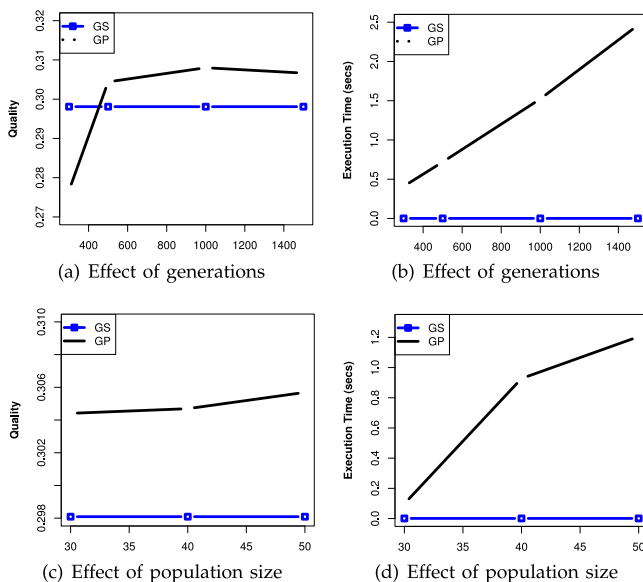 GS
GP
Quality
0.27 0.28 0.29 0.30 0.31 0.32
400 600 800 1000 1200 1400
(a) Effect of generations
GS
GP
Execution Time (secs)
0.0 0.5 1.0 1.5 2.0 2.5
400 600 800 1000 1200 1400
(b) Effect of generations
GS
GP
Quality
0.298 0.302 0.306 0.310
30 35 40 45 50
(c) Effect of population size
GS
GP
Execution Time (secs)
0.0 0.2 0.4 0.6 0.8 1.0 1.2
30 35 40 45 50
(d) Effect of population size